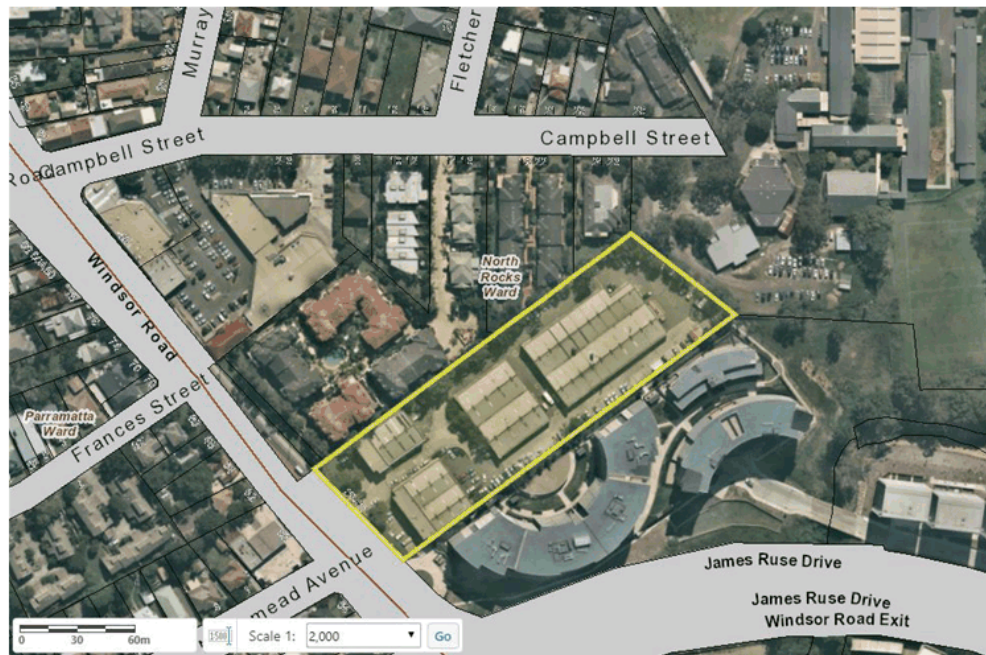 Murray
Fletcher
Campbell Street
Campbell Street
Road
Windsor Road
North
Rocks
Ward
Parramatta
Ward
Frances Street
mead Avenue
James Ruse Drive
James Ruse Drive
Windsor Road Exit
0 30 60m
1500 Scale 1: 2,000 Go